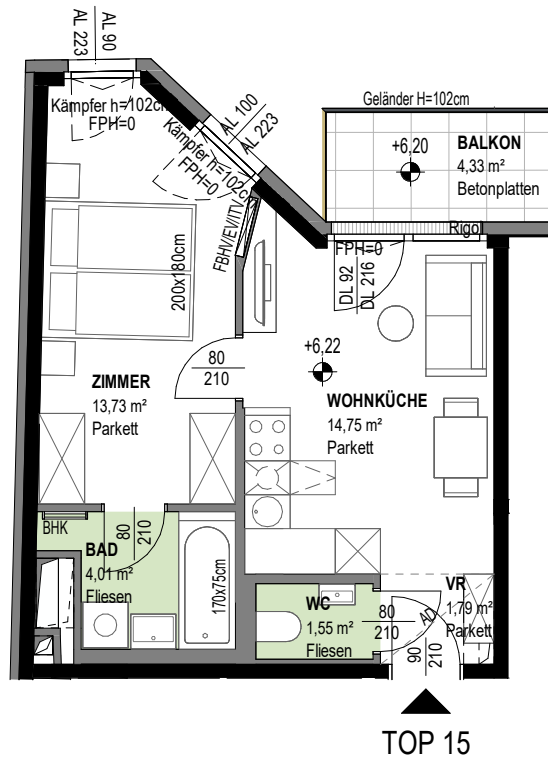 AL 90
AL 223
Kämpfer h=102cm
FPH=0
AL 100
AL 223
Kämpfer h=102cm
FPH=0
Geländer H=102cm
+6,20
BALKON
4,33 m²
Betonplatten
Rigol
FPH=0
DL 92
DL 216
FBHV/EV/ITV
200x180cm
+6,22
80
210
ZIMMER
13,73 m²
Parkett
WOHNKÜCHE
14,75 m²
Parkett
BHK
80
210
BAD
4,01 m²
Fliesen
170x75cm
WC
1,55 m²
Fliesen
80
210
AD
VR
1,79 m²
Parkett
90
210
TOP 15